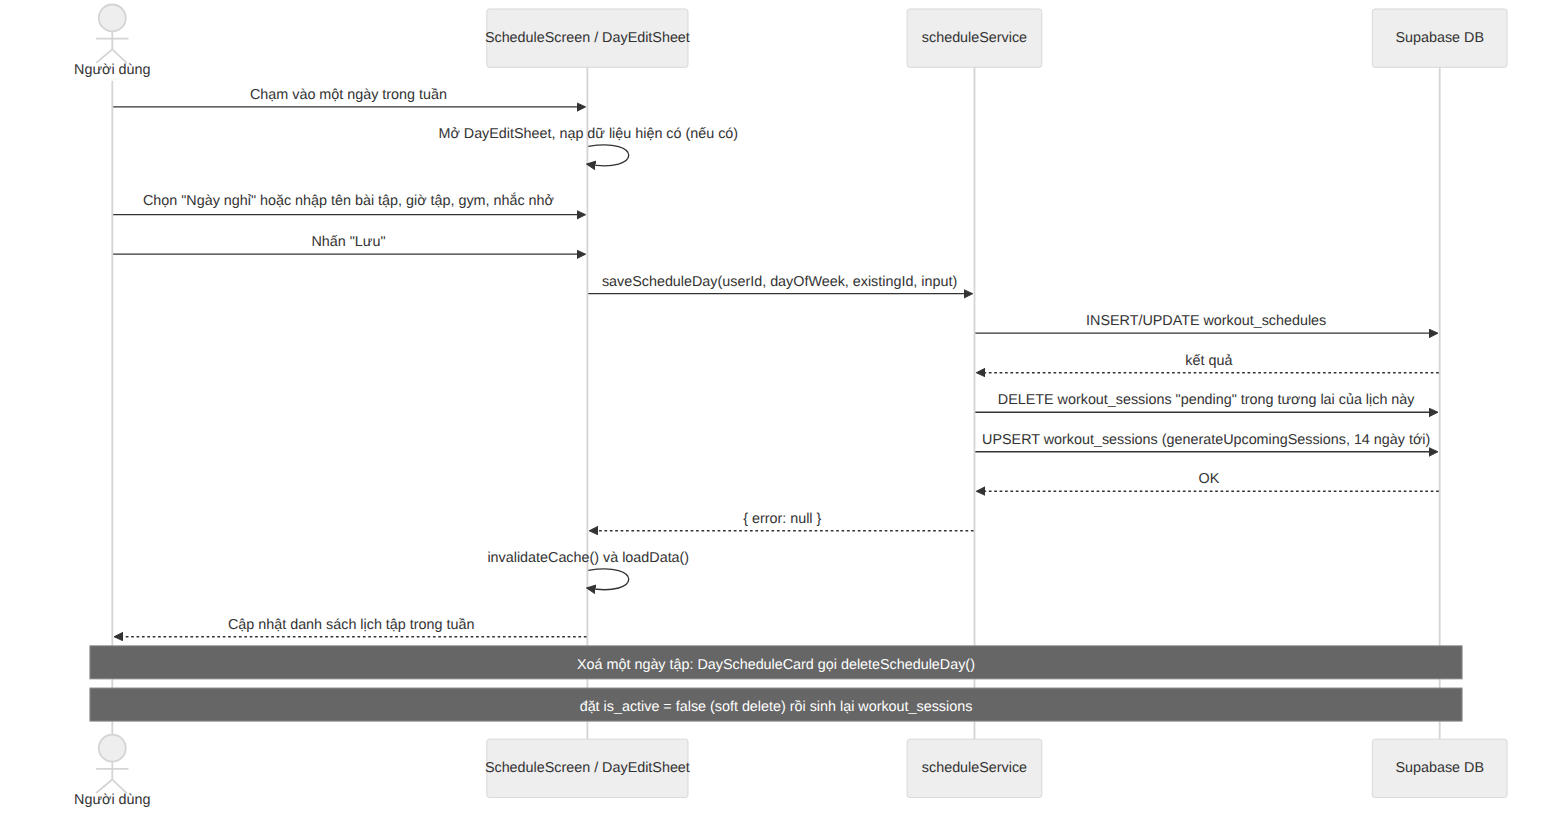 Người dùng
ScheduleScreen / DayEditSheet
scheduleService
Supabase DB
Chạm vào một ngày trong tuần
Mở DayEditSheet, nạp dữ liệu hiện có (nếu có)
Chọn "Ngày nghỉ" hoặc nhập tên bài tập, giờ tập, gym, nhắc nhở
Nhấn "Lưu"
saveScheduleDay(userId, dayOfWeek, existingId, input)
INSERT/UPDATE workout_schedules
kết quả
DELETE workout_sessions "pending" trong tương lai của lịch này
UPSERT workout_sessions (generateUpcomingSessions, 14 ngày tới)
OK
{ error: null }
invalidateCache() và loadData()
Cập nhật danh sách lịch tập trong tuần
Xoá một ngày tập: DayScheduleCard gọi deleteScheduleDay()
đặt is_active = false (soft delete) rồi sinh lại workout_sessions
Người dùng
ScheduleScreen / DayEditSheet
scheduleService
Supabase DB